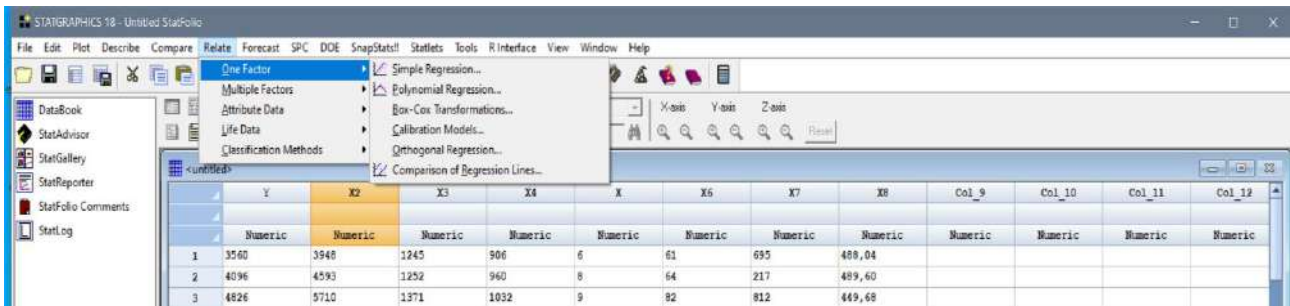 STATGRAPHICS 18 - Untitled StatFolio
File Edit Plot Describe Compare Relate Forecast SPC DOE SnapStats!! Statlets Tools R Interface View Window Help
One Factor
Multiple Factors
Attribute Data
Life Data
Classification Methods
Simple Regression...
Polynomial Regression...
Box-Cox Transformations...
Calibration Models...
Orthogonal Regression...
Comparison of Regression Lines...
X-axis Y-axis Z-axis
Reset
DataBook
StatAdvisor
StatGallery
StatReporter
StatFolio Comments
StatLog
<untitled>
Y X2 X3 X4 X X6 X7 X8 Col_9 Col_10 Col_11 Col_12
Numeric Numeric Numeric Numeric Numeric Numeric Numeric Numeric Numeric Numeric Numeric Numeric
1 3560 3948 1245 906 6 61 695 488,04
2 4096 4593 1252 960 8 64 217 489,60
3 4826 5710 1371 1032 9 82 812 449,68